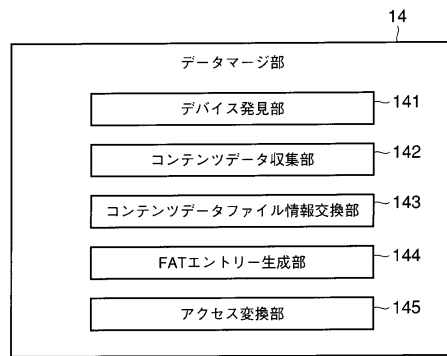 14
データマージ部
デバイス発見部 141
コンテンツデータ収集部 142
コンテンツデータファイル情報交換部 143
FATエントリー生成部 144
アクセス変換部 145